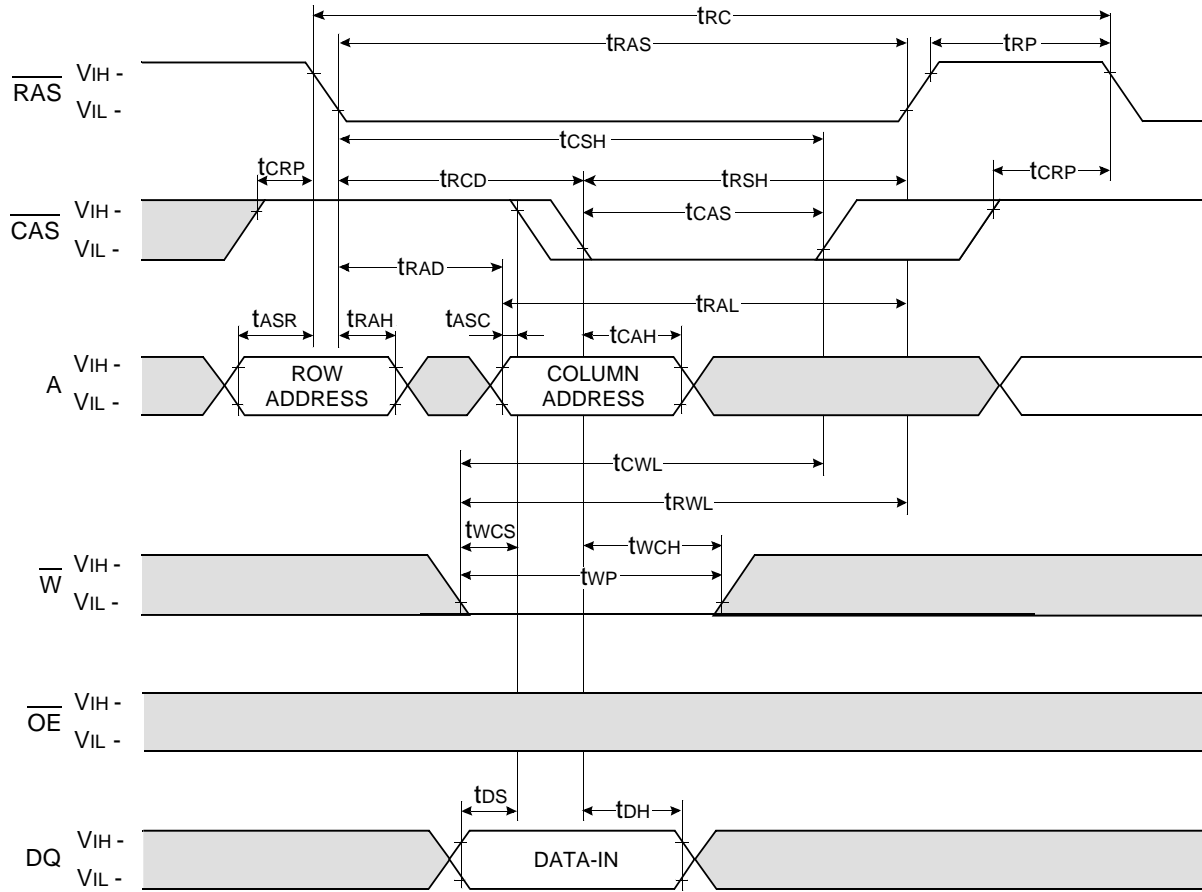 tRC
tRAS
tRP
RAS
VIH -
VIL -
tCSH
tCRP
tRCD
tRSH
tCRP
CAS
VIH -
VIL -
tCAS
tRAD
tRAL
tASR
tRAH
tASC
tCAH
A
VIH -
VIL -
ROW
ADDRESS
COLUMN
ADDRESS
tCWL
tRWL
tWCS
tWCH
W
VIH -
VIL -
tWP
OE
VIH -
VIL -
tDS
tDH
DQ
VIH -
VIL -
DATA-IN